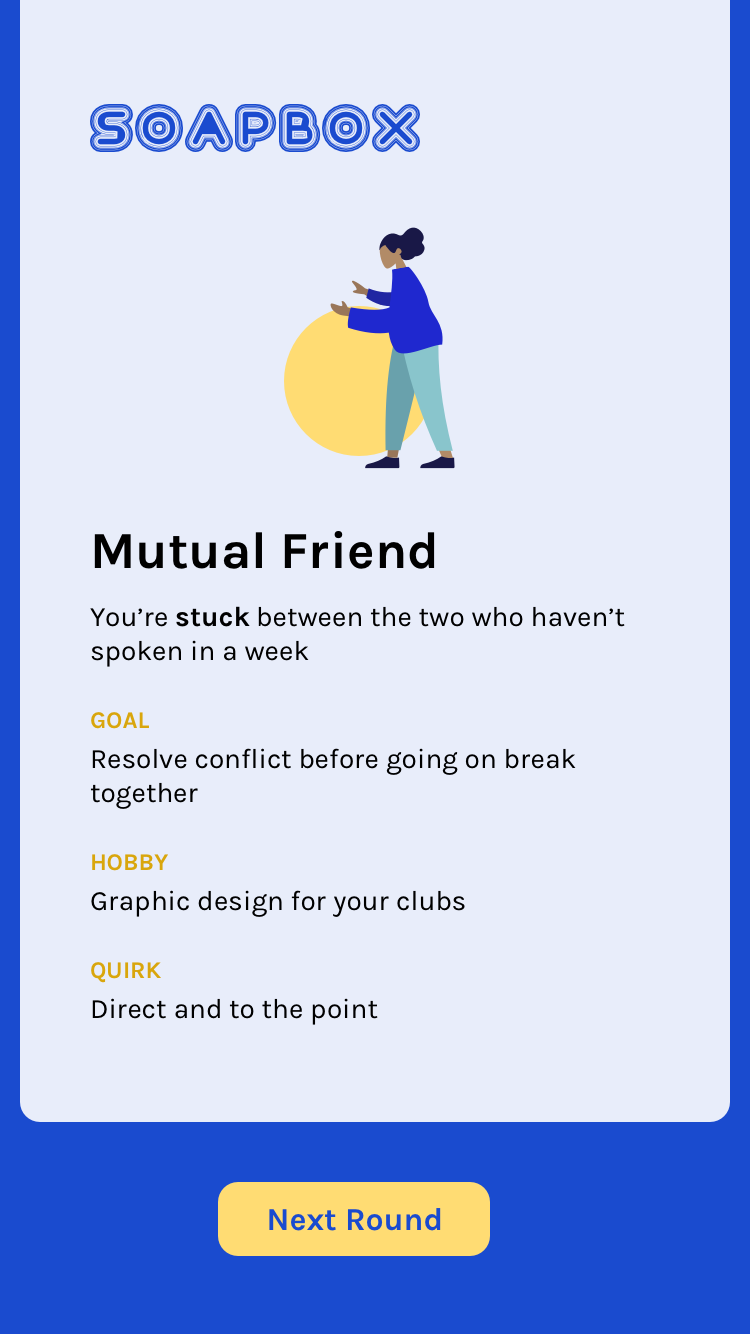 SOAPBOX
Mutual Friend
You’re stuck between the two who haven’t
spoken in a week
GOAL
Resolve conflict before going on break
together
HOBBY
Graphic design for your clubs
QUIRK
Direct and to the point
Next Round